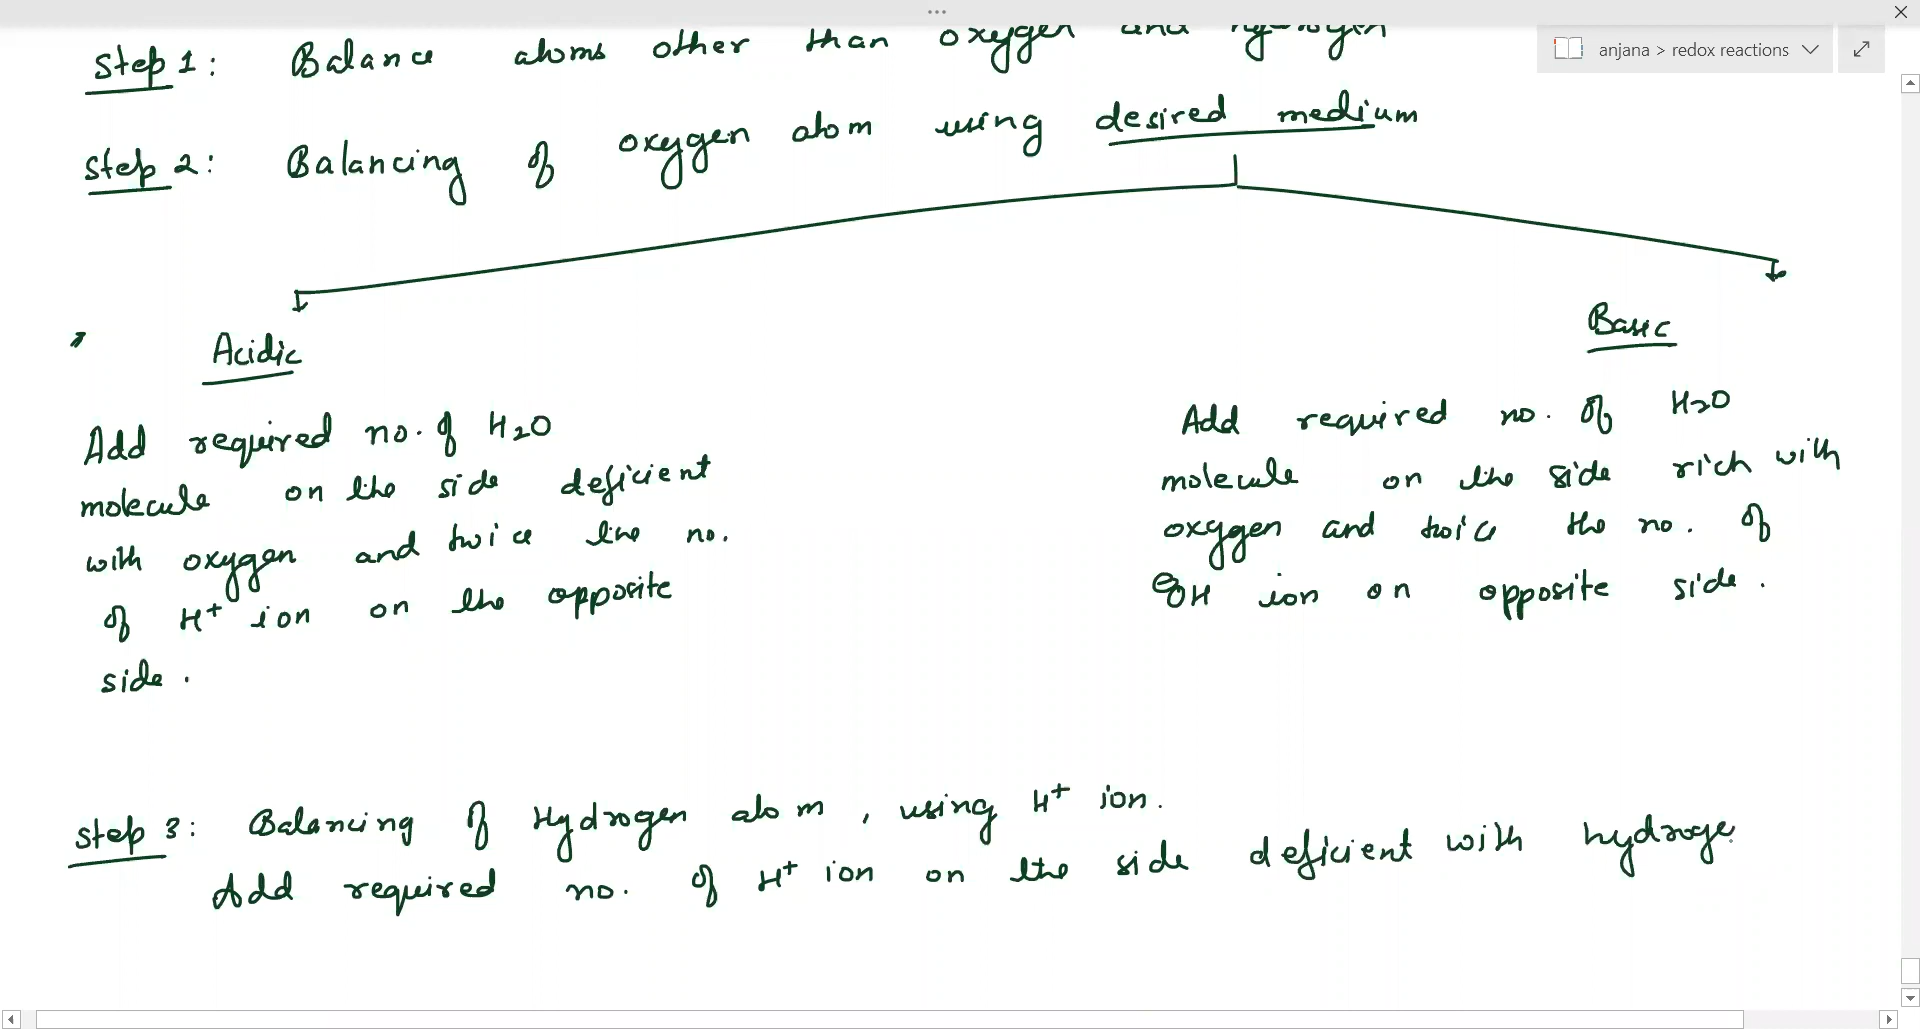 anjana > redox reactions
Step 1: Balance atoms other than oxygen and hydrogen
Step 2: Balancing of oxygen atom using desired medium
Acidic
Add required no. of H2O
molecule on the side deficient
with oxygen and twice the no.
of H+ ion on the opposite
side.
Basic
Add required no. of H2O
molecule on the side rich with
oxygen and twice the no. of
⊖OH ion on opposite side.
Step 3: Balancing of Hydrogen atom, using H+ ion.
Add required no. of H+ ion on the side deficient with hydroge